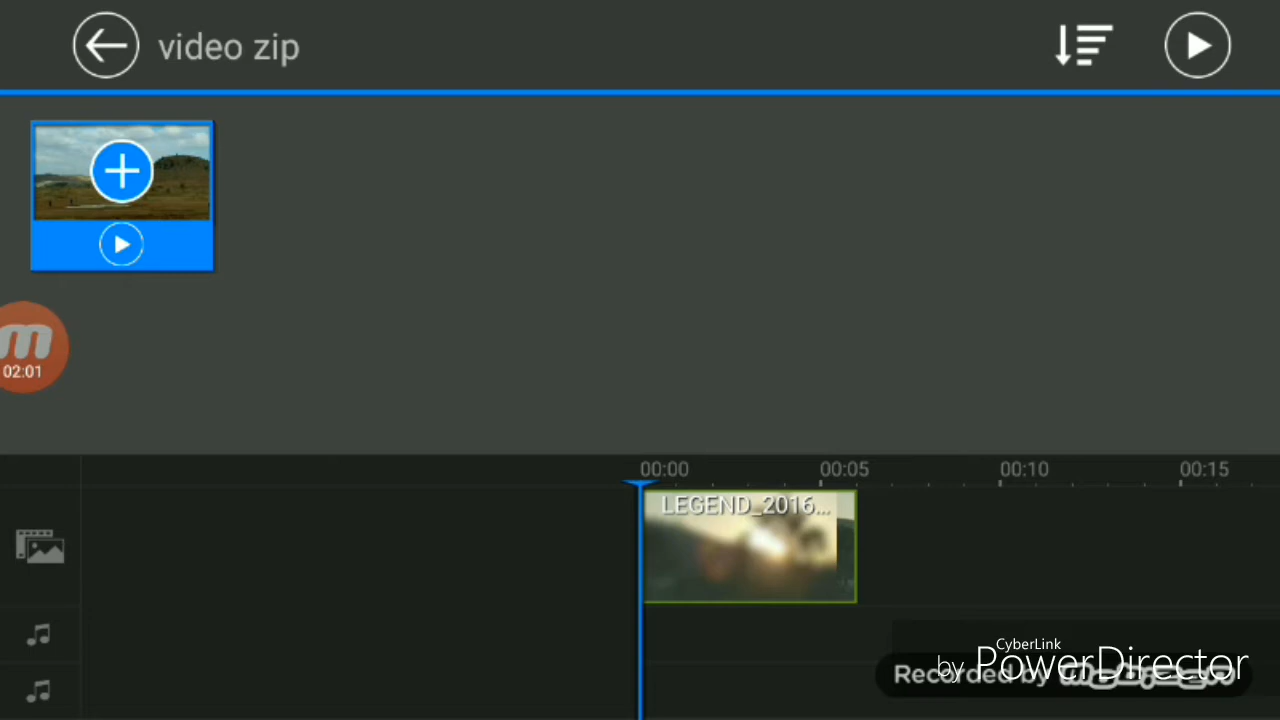 video zip
m
02:01
00:00
00:05
00:10
00:15
LEGEND_2016...
CyberLink
by PowerDirector
Recorded by